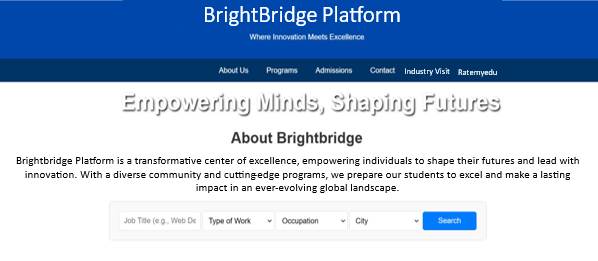 BrightBridge Platform
Where Innovation Meets Excellence
About Us Programs Admissions Contact Industry Visit Ratemyedu
Empowering Minds, Shaping Futures
About Brightbridge
Brightbridge Platform is a transformative center of excellence, empowering individuals to shape their futures and lead with
innovation. With a diverse community and cutting-edge programs, we prepare our students to excel and make a lasting
impact in an ever-evolving global landscape.
Job Title (e.g., Web De Type of Work Occupation City Search